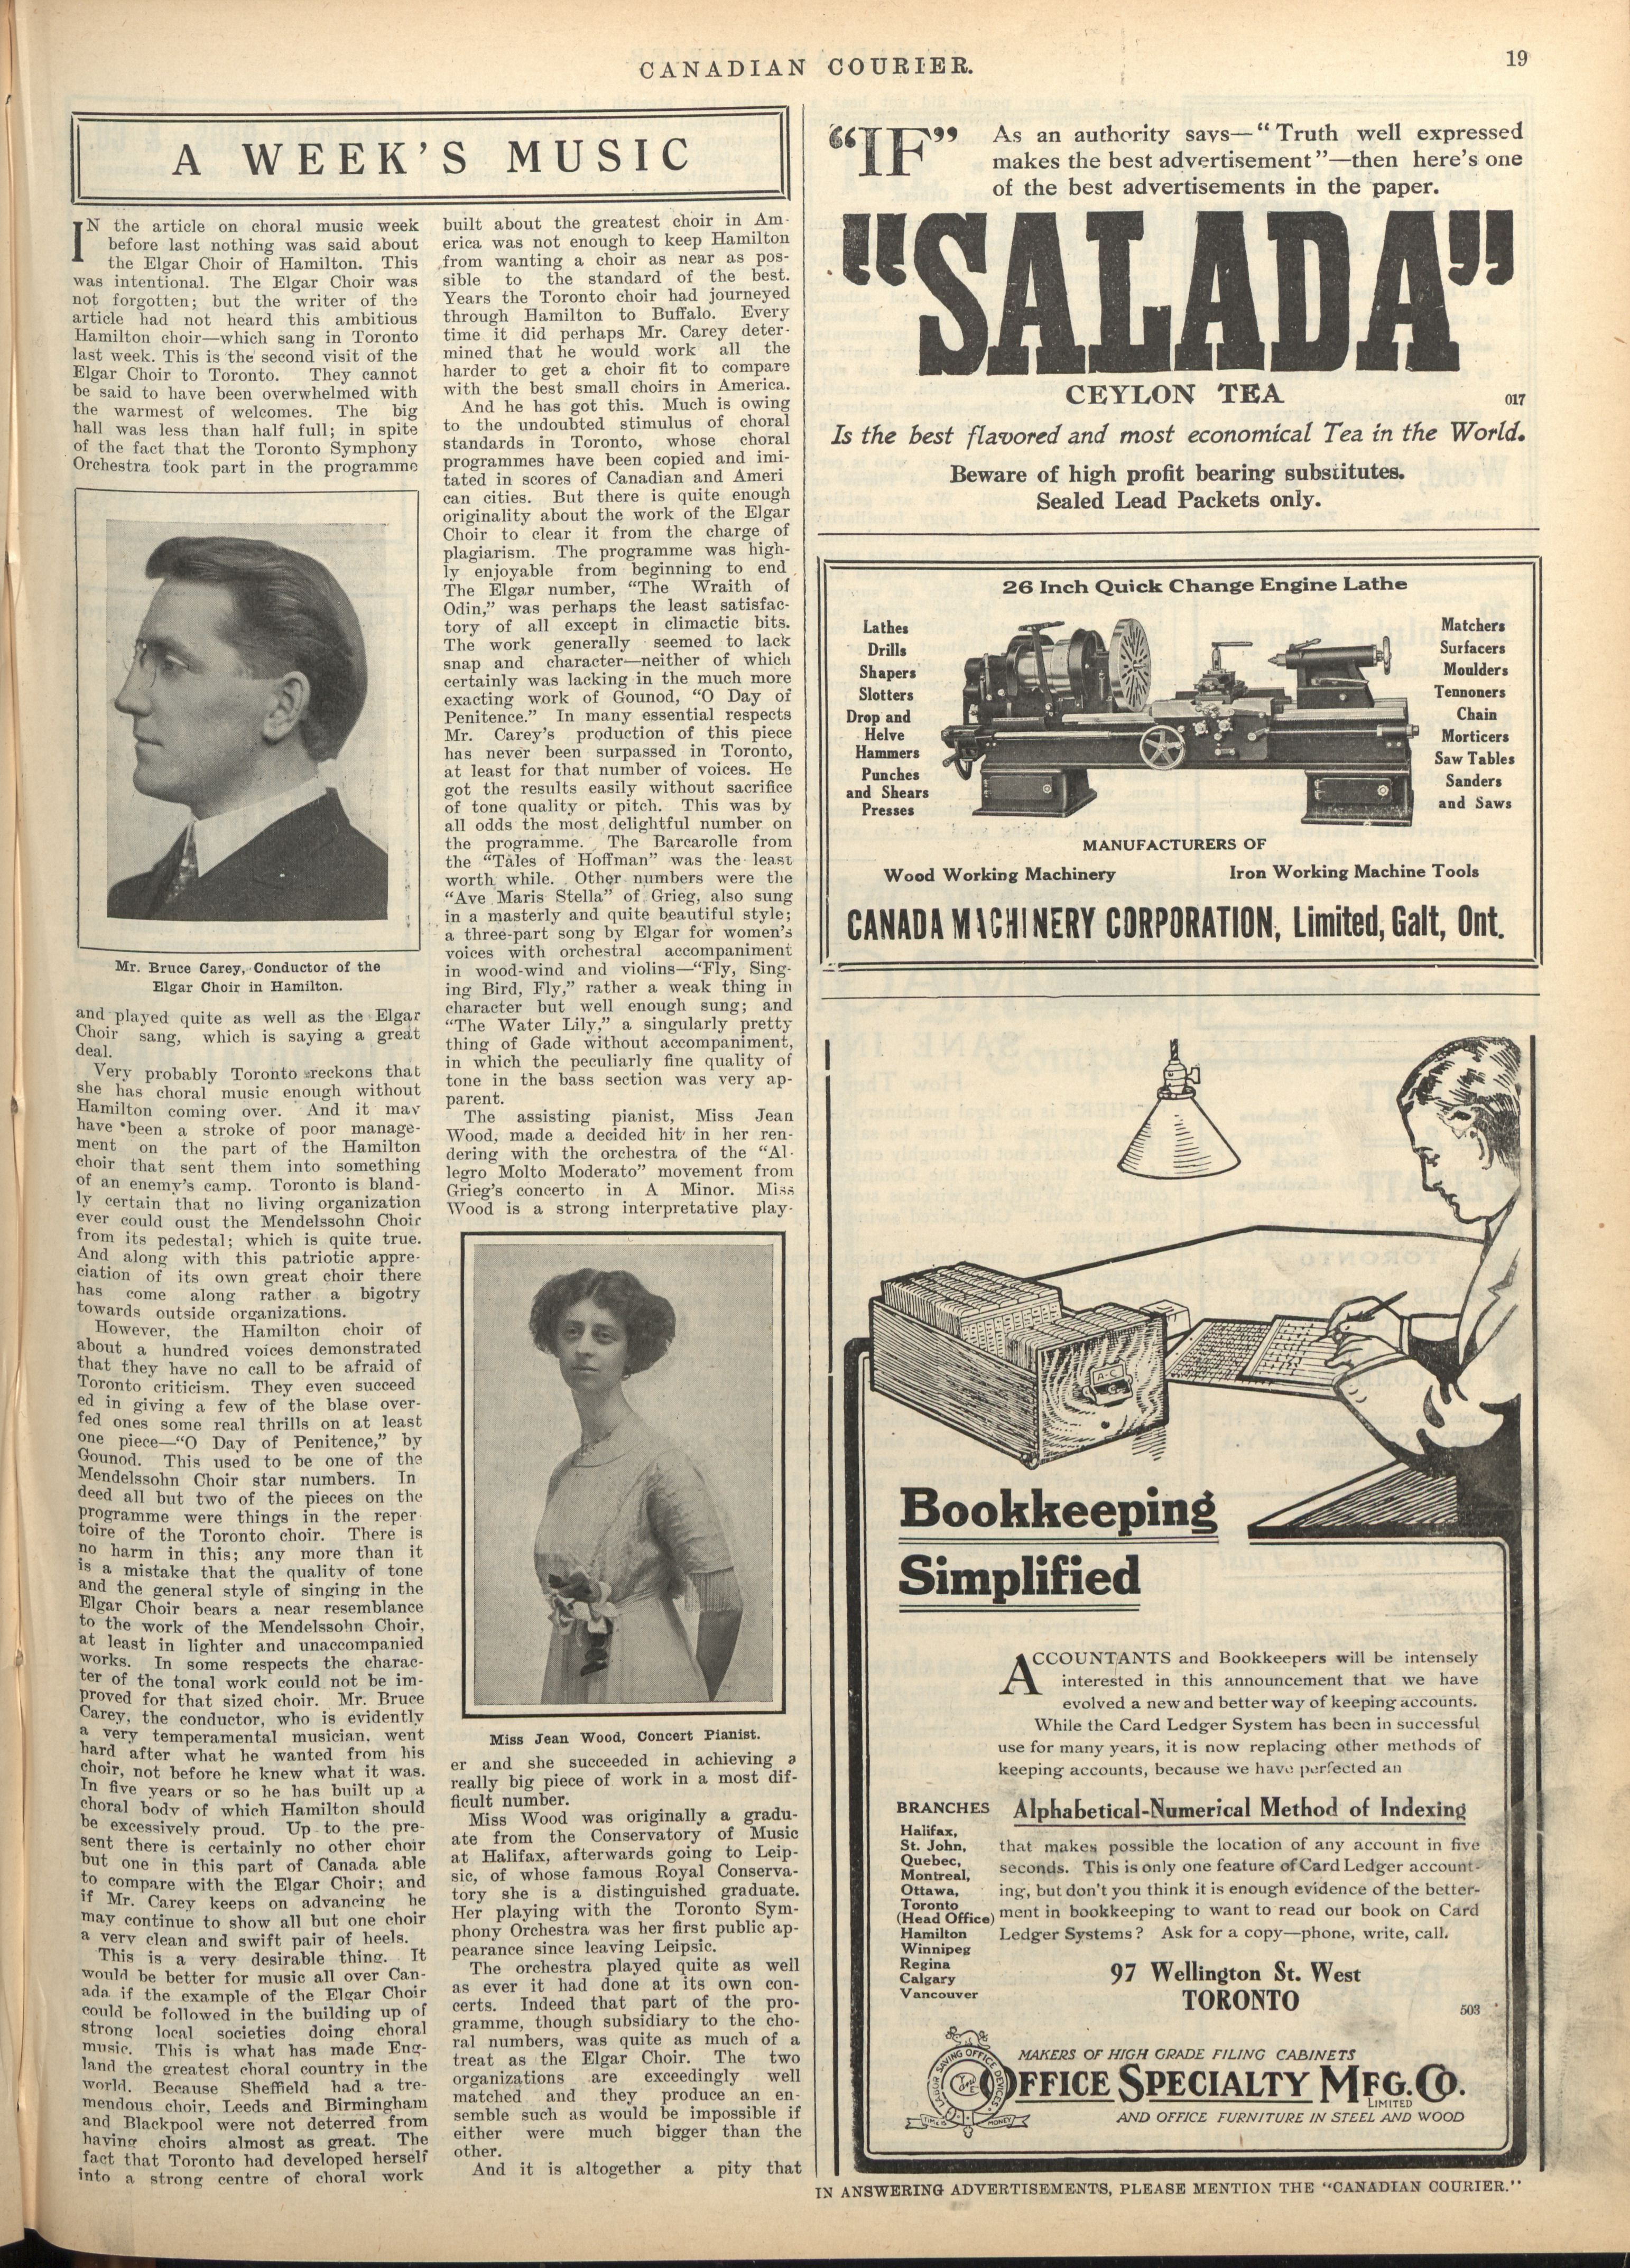 CANADIAN COURIER.
19
A WEEK'S MUSIC
IN the article on choral music week
before last nothing was said about
the Elgar Choir of Hamilton. This
was intentional. The Elgar Choir was
not forgotten; but the writer of the
article had not heard this ambitious
Hamilton choir—which sang in Toronto
last week. This is the second visit of the
Elgar Choir to Toronto. They cannot
be said to have been overwhelmed with
the warmest of welcomes. The big
hall was less than half full; in spite
of the fact that the Toronto Symphony
Orchestra took part in the programme
Mr. Bruce Carey, Conductor of the
Elgar Choir in Hamilton.
and played quite as well as the Elgar
Choir sang, which is saying a great
deal.
Very probably Toronto reckons that
she has choral music enough without
Hamilton coming over. And it may
have been a stroke of poor manage-
ment on the part of the Hamilton
choir that sent them into something
of an enemy's camp. Toronto is bland-
ly certain that no living organization
ever could oust the Mendelssohn Choir
from its pedestal; which is quite true.
And along with this patriotic appre-
ciation of its own great choir there
has come along rather a bigotry
towards outside organizations.
However, the Hamilton choir of
about a hundred voices demonstrated
that they have no call to be afraid of
Toronto criticism. They even succeed
ed in giving a few of the blase over-
fed ones some real thrills on at least
one piece—"O Day of Penitence," by
Gounod. This used to be one of the
Mendelssohn Choir star numbers. In
deed all but two of the pieces on the
programme were things in the reper
toire of the Toronto choir. There is
no harm in this; any more than it
is a mistake that the quality of tone
and the general style of singing in the
Elgar Choir bears a near resemblance
to the work of the Mendelssohn Choir,
at least in lighter and unaccompanied
works. In some respects the charac-
ter of the tonal work could not be im-
proved for that sized choir. Mr. Bruce
Carey, the conductor, who is evidently
a very temperamental musician, went
hard after what he wanted from his
choir, not before he knew what it was.
In five years or so he has built up a
choral body of which Hamilton should
be excessively proud. Up to the pre-
sent there is certainly no other choir
but one in this part of Canada able
to compare with the Elgar Choir; and
if Mr. Carey keeps on advancing he
may continue to show all but one choir
a very clean and swift pair of heels.
This is a very desirable thing. It
would be better for music all over Can-
ada if the example of the Elgar Choir
could be followed in the building up of
strong local societies doing choral
music. This is what has made Eng-
land the greatest choral country in the
world. Because Sheffield had a tre-
mendous choir, Leeds and Birmingham
and Blackpool were not deterred from
having choirs almost as great. The
fact that Toronto had developed herself
into a strong centre of choral work
built about the greatest choir in Am-
erica was not enough to keep Hamilton
from wanting a choir as near as pos-
sible to the standard of the best.
Years the Toronto choir had journeyed
through Hamilton to Buffalo. Every
time it did perhaps Mr. Carey deter-
mined that he would work all the
harder to get a choir fit to compare
with the best small choirs in America.
And he has got this. Much is owing
to the undoubted stimulus of choral
standards in Toronto, whose choral
programmes have been copied and imi-
tated in scores of Canadian and Ameri
can cities. But there is quite enough
originality about the work of the Elgar
Choir to clear it from the charge of
plagiarism. The programme was high-
ly enjoyable from beginning to end
The Elgar number, "The Wraith of
Odin," was perhaps the least satisfac-
tory of all except in climactic bits.
The work generally seemed to lack
snap and character—neither of which
certainly was lacking in the much more
exacting work of Gounod, "O Day of
Penitence." In many essential respects
Mr. Carey's production of this piece
has never been surpassed in Toronto,
at least for that number of voices. He
got the results easily without sacrifice
of tone quality or pitch. This was by
all odds the most delightful number on
the programme. The Barcarolle from
the "Tales of Hoffman" was the least
worth while. Other numbers were the
"Ave Maris Stella" of Grieg, also sung
in a masterly and quite beautiful style;
a three-part song by Elgar for women's
voices with orchestral accompaniment
in wood-wind and violins—"Fly, Sing-
ing Bird, Fly," rather a weak thing in
character but well enough sung; and
"The Water Lily," a singularly pretty
thing of Gade without accompaniment,
in which the peculiarly fine quality of
tone in the bass section was very ap-
parent.
The assisting pianist, Miss Jean
Wood, made a decided hit in her ren-
dering with the orchestra of the "Al-
legro Molto Moderato" movement from
Grieg's concerto in A Minor. Miss
Wood is a strong interpretative play-
Miss Jean Wood, Concert Pianist.
er and she succeeded in achieving a
really big piece of work in a most dif-
ficult number.
Miss Wood was originally a gradu-
ate from the Conservatory of Music
at Halifax, afterwards going to Leip-
sic, of whose famous Royal Conserva-
tory she is a distinguished graduate.
Her playing with the Toronto Sym-
phony Orchestra was her first public ap-
pearance since leaving Leipsic.
The orchestra played quite as well
as ever it had done at its own con-
certs. Indeed that part of the pro-
gramme, though subsidiary to the cho-
ral numbers, was quite as much of a
treat as the Elgar Choir. The two
organizations are exceedingly well
matched and they produce an en-
semble such as would be impossible if
either were much bigger than the
other.
And it is altogether a pity that
"IF"
As an authority says—"Truth well expressed
makes the best advertisement"—then here's one
of the best advertisements in the paper.
"SALADA"
CEYLON TEA
017
Is the best flavored and most economical Tea in the World.
Beware of high profit bearing substitutes.
Sealed Lead Packets only.
26 Inch Quick Change Engine Lathe
Lathes
Drills
Shapers
Slotters
Drop and
Helve
Hammers
Punches
and Shears
Presses
Matchers
Surfacers
Moulders
Tennoners
Chain
Morticers
Saw Tables
Sanders
and Saws
MANUFACTURERS OF
Wood Working Machinery
Iron Working Machine Tools
CANADA MACHINERY CORPORATION, Limited, Galt, Ont.
A-C
Bookkeeping
Simplified
ACCOUNTANTS and Bookkeepers will be intensely
interested in this announcement that we have
evolved a new and better way of keeping accounts.
While the Card Ledger System has been in successful
use for many years, it is now replacing other methods of
keeping accounts, because we have perfected an
Alphabetical-Numerical Method of Indexing
that makes possible the location of any account in five
seconds. This is only one feature of Card Ledger account-
ing, but don't you think it is enough evidence of the better-
ment in bookkeeping to want to read our book on Card
Ledger Systems? Ask for a copy—phone, write, call.
BRANCHES
Halifax,
St. John,
Quebec,
Montreal,
Ottawa,
Toronto
(Head Office)
Hamilton
Winnipeg
Regina
Calgary
Vancouver
97 Wellington St. West
TORONTO
503
LABOR SAVING OFFICE DEVICES
TIME IS MONEY
MAKERS OF HIGH GRADE FILING CABINETS
OFFICE SPECIALTY MFG. CO.
LIMITED
AND OFFICE FURNITURE IN STEEL AND WOOD
IN ANSWERING ADVERTISEMENTS, PLEASE MENTION THE "CANADIAN COURIER."